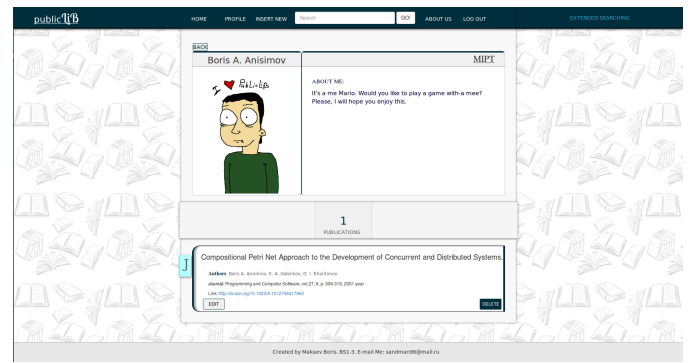 publicLiB HOME PROFILE INSERT NEW Search GO! ABOUT US LOG OUT EXTENDED SEARCHING
BACK
Boris A. Anisimov MIPT
I PubLicLib
ABOUT ME:
It's a me Mario. Would you like to play a game with-a mee?
Please, I will hope you enjoy this.
1
PUBLICATIONS
J
Compositional Petri Net Approach to the Development of Concurrent and Distributed Systems.
Authors: Boris A. Anisimov, E. A. Golenkov, D. I. Kharitonov
Journal: Programming and Computer Software, vol.27, 6, p. 309-319, 2001 year
Link: http://dx.doi.org/10.1023/A:1012758417962
EDIT DELETE
Created by Makaev Boris. BS1-3. E-mail Me: sandman96@mail.ru